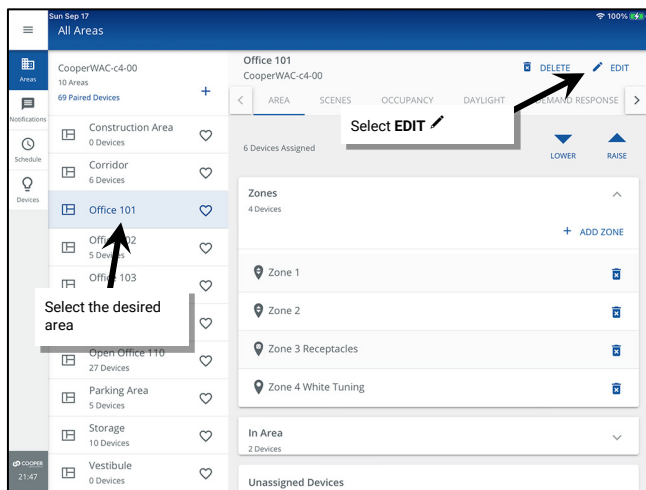 Sun Sep 17
100%
All Areas
Areas
Notifications
Schedule
Devices
COOPER
21:47
CooperWAC-c4-00
10 Areas
69 Paired Devices
+
Construction Area
0 Devices
Corridor
6 Devices
Office 101
5 Devices
Office 103
Select the desired
area
Open Office 110
27 Devices
Parking Area
5 Devices
Storage
10 Devices
Vestibule
0 Devices
Office 101
CooperWAC-c4-00
DELETE
EDIT
AREA SCENES OCCUPANCY DAYLIGHT DEMAND RESPONSE
Select EDIT
6 Devices Assigned
LOWER RAISE
Zones
4 Devices
+ ADD ZONE
Zone 1
Zone 2
Zone 3 Receptacles
Zone 4 White Tuning
In Area
2 Devices
Unassigned Devices